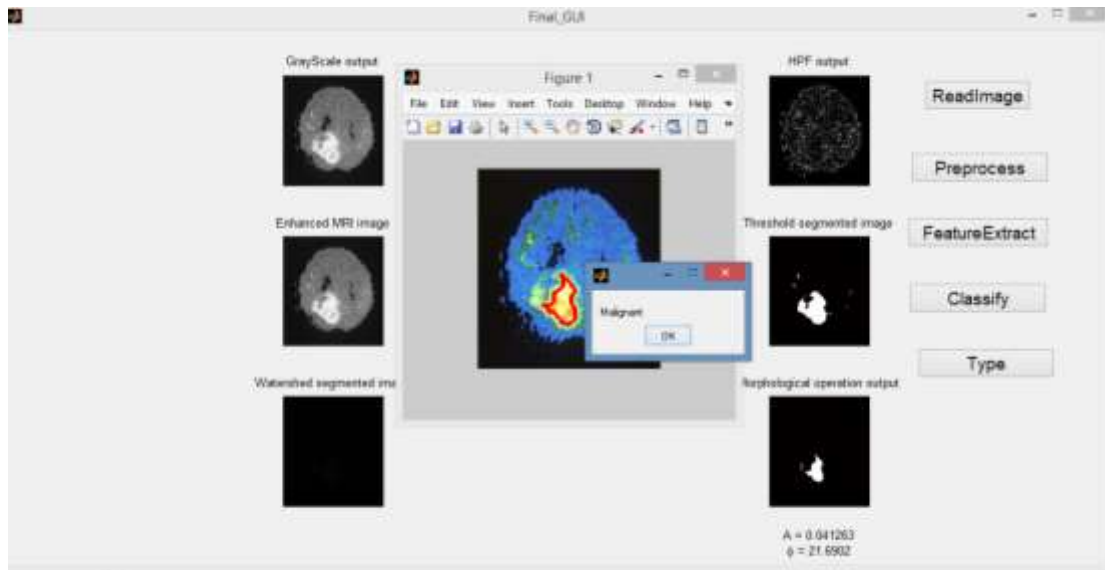 Final_GUI
GrayScale output
HPF output
ReadImage
Figure 1
File Edit View Insert Tools Desktop Window Help
Preprocess
Enhanced MRI image
Threshold segmented image
FeatureExtract
Malignant
OK
Classify
Type
Watershed segmented ima
Morphological operation output
A = 0.041263
ϕ = 21.6902